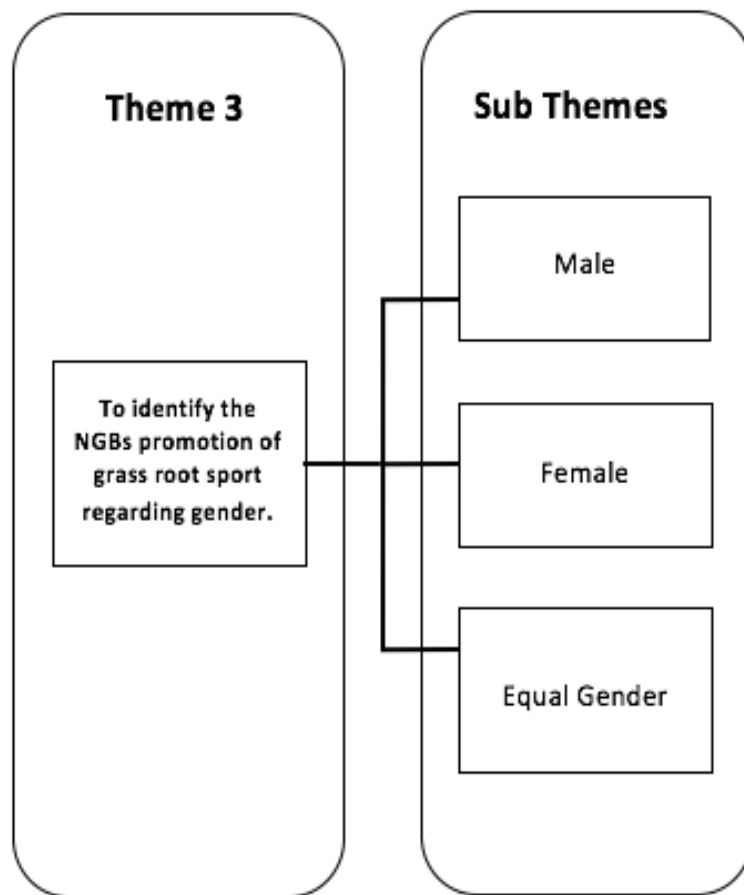 Theme 3
To identify the
NGBs promotion of
grass root sport
regarding gender.
Sub Themes
Male
Female
Equal Gender